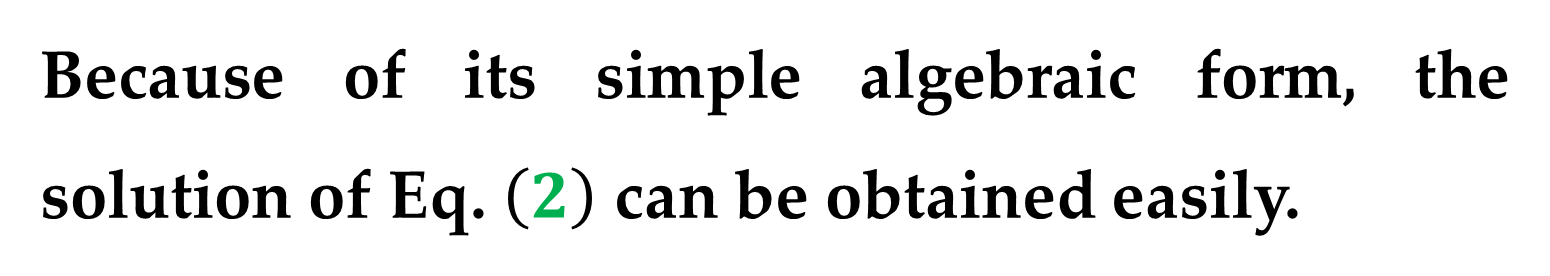 Because of its simple algebraic form, the
solution of Eq. (2) can be obtained easily.